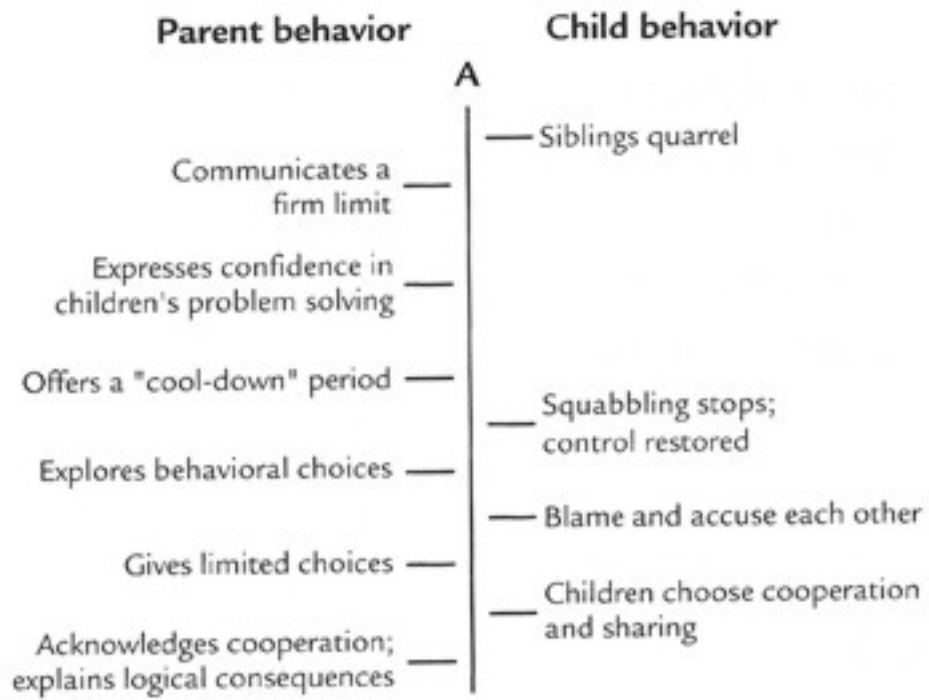 Parent behavior
Child behavior
A
Siblings quarrel
Communicates a
firm limit
Expresses confidence in
children's problem solving
Offers a "cool-down" period
Squabbling stops;
control restored
Explores behavioral choices
Blame and accuse each other
Gives limited choices
Children choose cooperation
and sharing
Acknowledges cooperation;
explains logical consequences